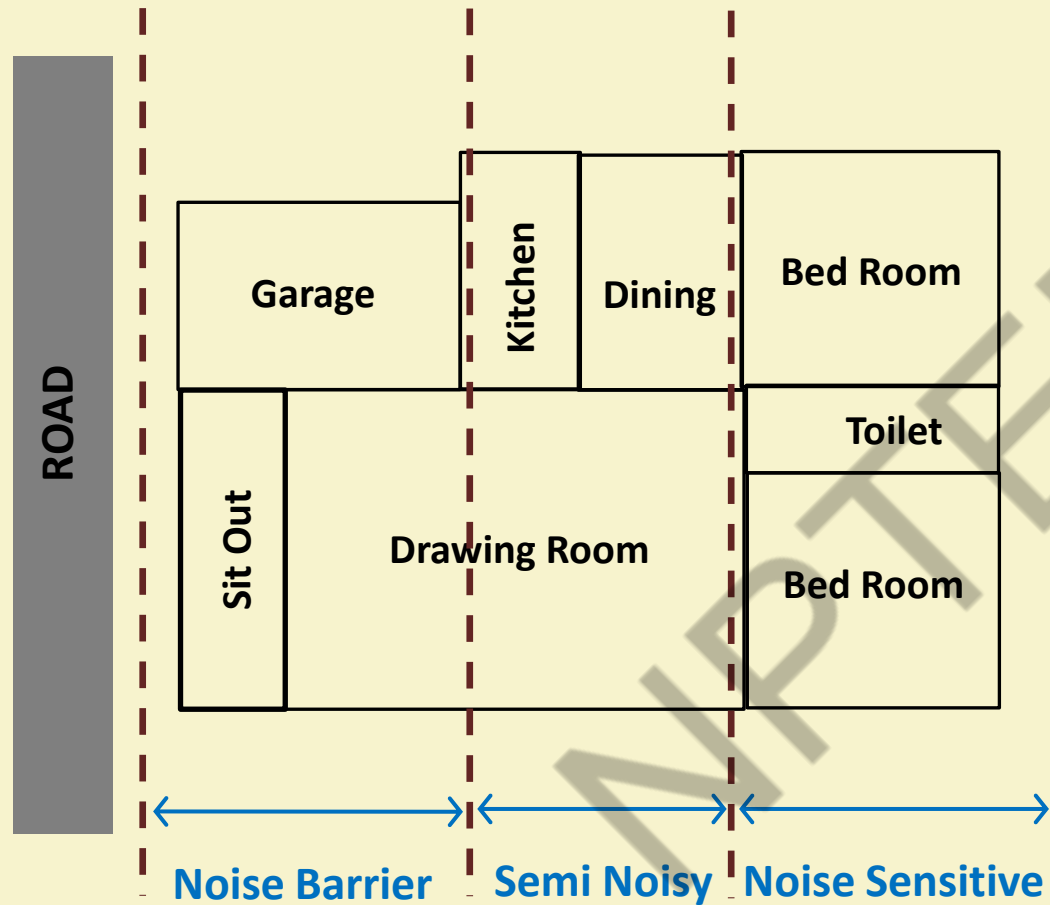 ROAD
Garage
Kitchen
Dining
Bed Room
Toilet
Sit Out
Drawing Room
Bed Room
Noise Barrier
Semi Noisy
Noise Sensitive
NPTE